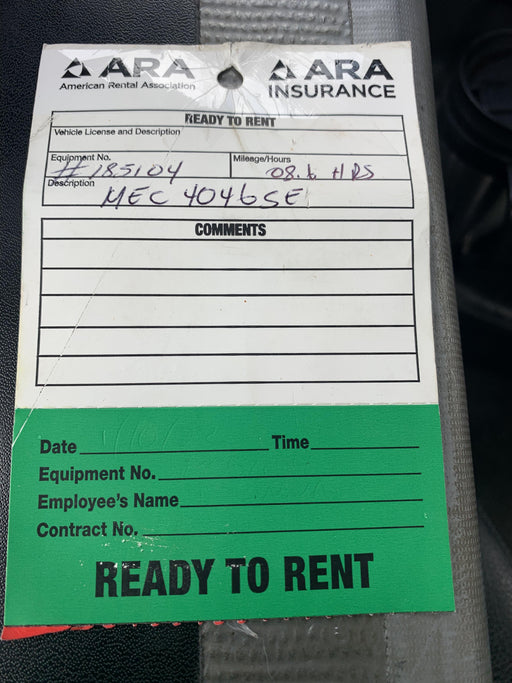 ARA ARA
American Rental Association INSURANCE
READY TO RENT
Vehicle License and Description
Equipment No. Mileage/Hours
#185104 08.6 HRS
Description
MEC 4046SE
COMMENTS
Date Time
Equipment No.
Employee's Name
Contract No.
READY TO RENT